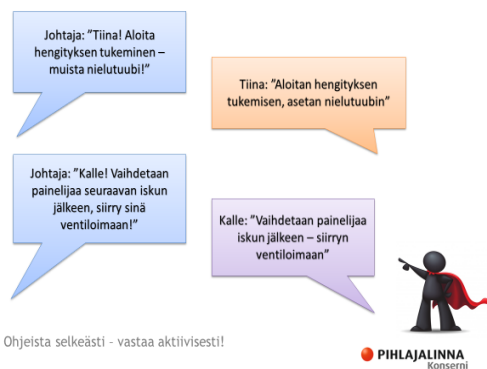 Johtaja: ”Tiina! Aloita
hengityksen tukeminen –
muista nielutuubi!”
Tiina: ”Aloitan hengityksen
tukemisen, asetan nielutuubin”
Johtaja: ”Kalle! Vaihdetaan
painelijaa seuraavan iskun
jälkeen, siirry sinä
ventiloimaan!”
Kalle: ”Vaihdetaan painelijaa
iskun jälkeen – siirryn
ventiloimaan”
Ohjeista selkeästi - vastaa aktiivisesti!
PIHLAJALINNA
Konserni